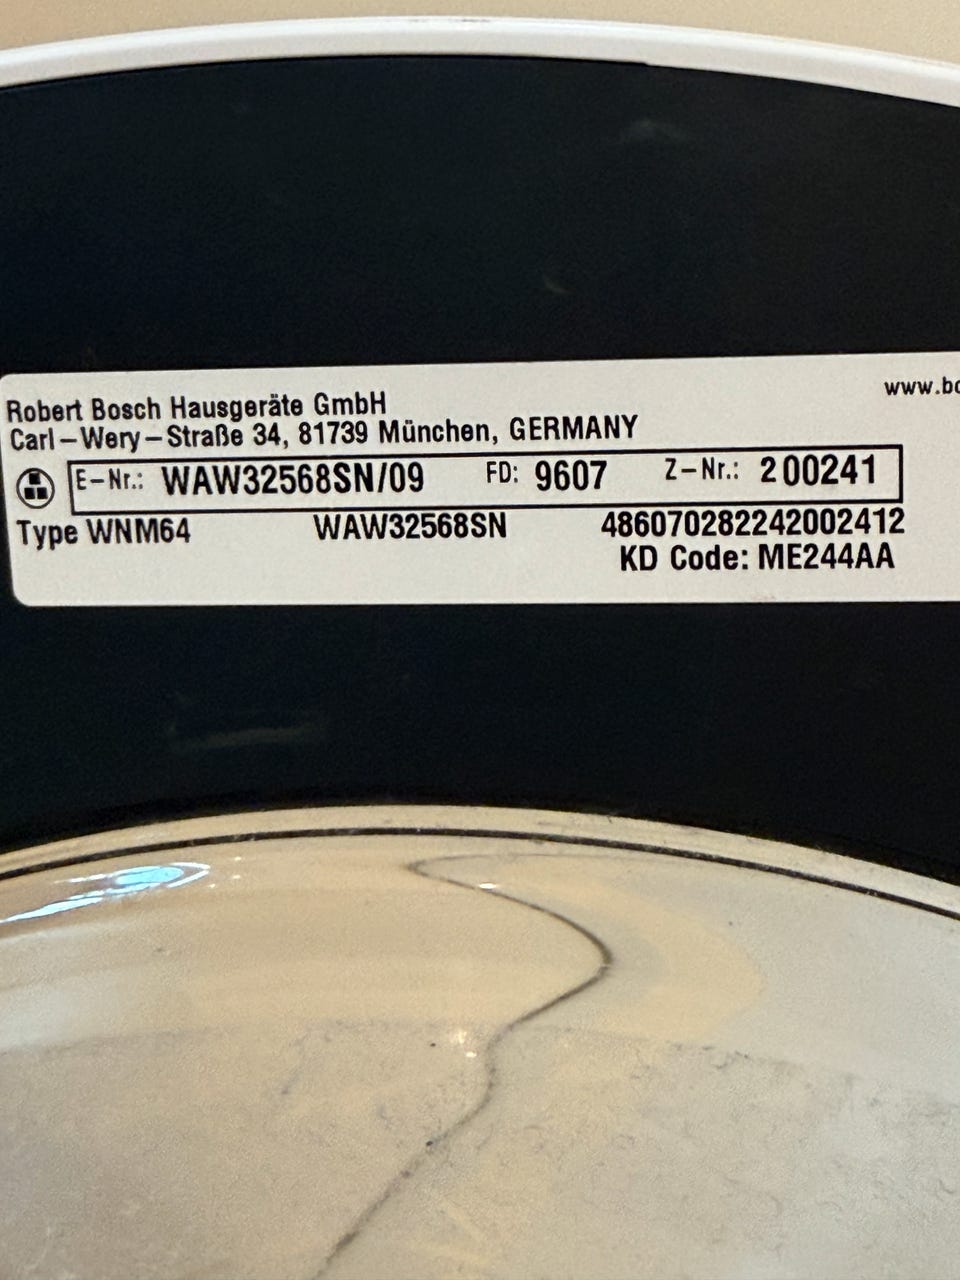 www.bo
Robert Bosch Hausgeräte GmbH
Carl-Wery-Straße 34, 81739 München, GERMANY
E-Nr.: WAW32568SN/09 FD: 9607 Z-Nr.: 200241
Type WNM64 WAW32568SN 486070282242002412
KD Code: ME244AA